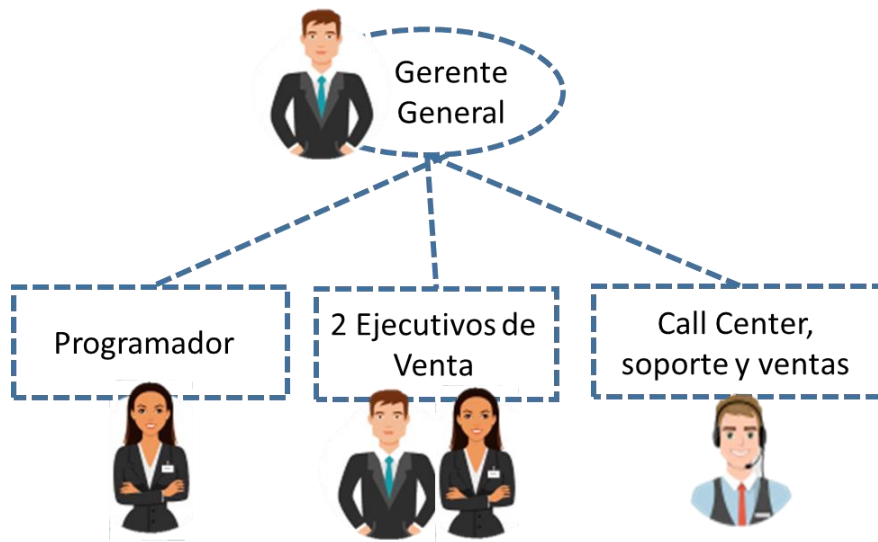 Gerente
General
Programador
2 Ejecutivos de
Venta
Call Center,
soporte y ventas